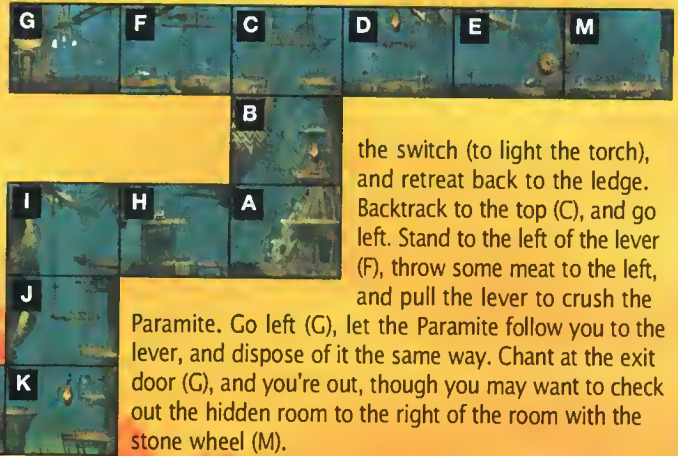 G F C D E M
B
I H A
J
K
the switch (to light the torch),
and retreat back to the ledge.
Backtrack to the top (C), and go
left. Stand to the left of the lever
(F), throw some meat to the left,
and pull the lever to crush the
Paramite. Go left (G), let the Paramite follow you to the
lever, and dispose of it the same way. Chant at the exit
door (G), and you're out, though you may want to check
out the hidden room to the right of the room with the
stone wheel (M).